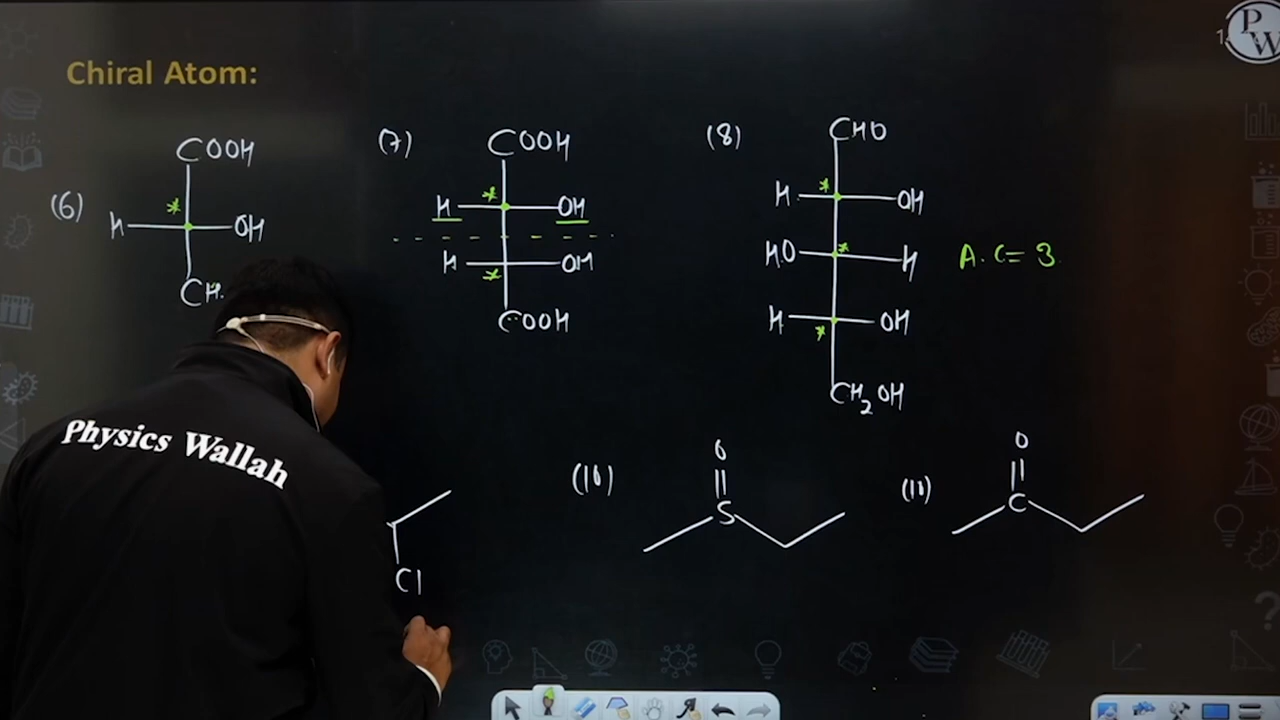 Chiral Atom:
PW
(6)
COOH
*
H OH
CH
(7)
COOH
*
H OH
H OH
*
COOH
(8)
CHO
*
H OH
*
HO H
H OH
*
CH2OH
A.C= 3
Physics Wallah
Cl
(10)
O
S
(11)
O
C